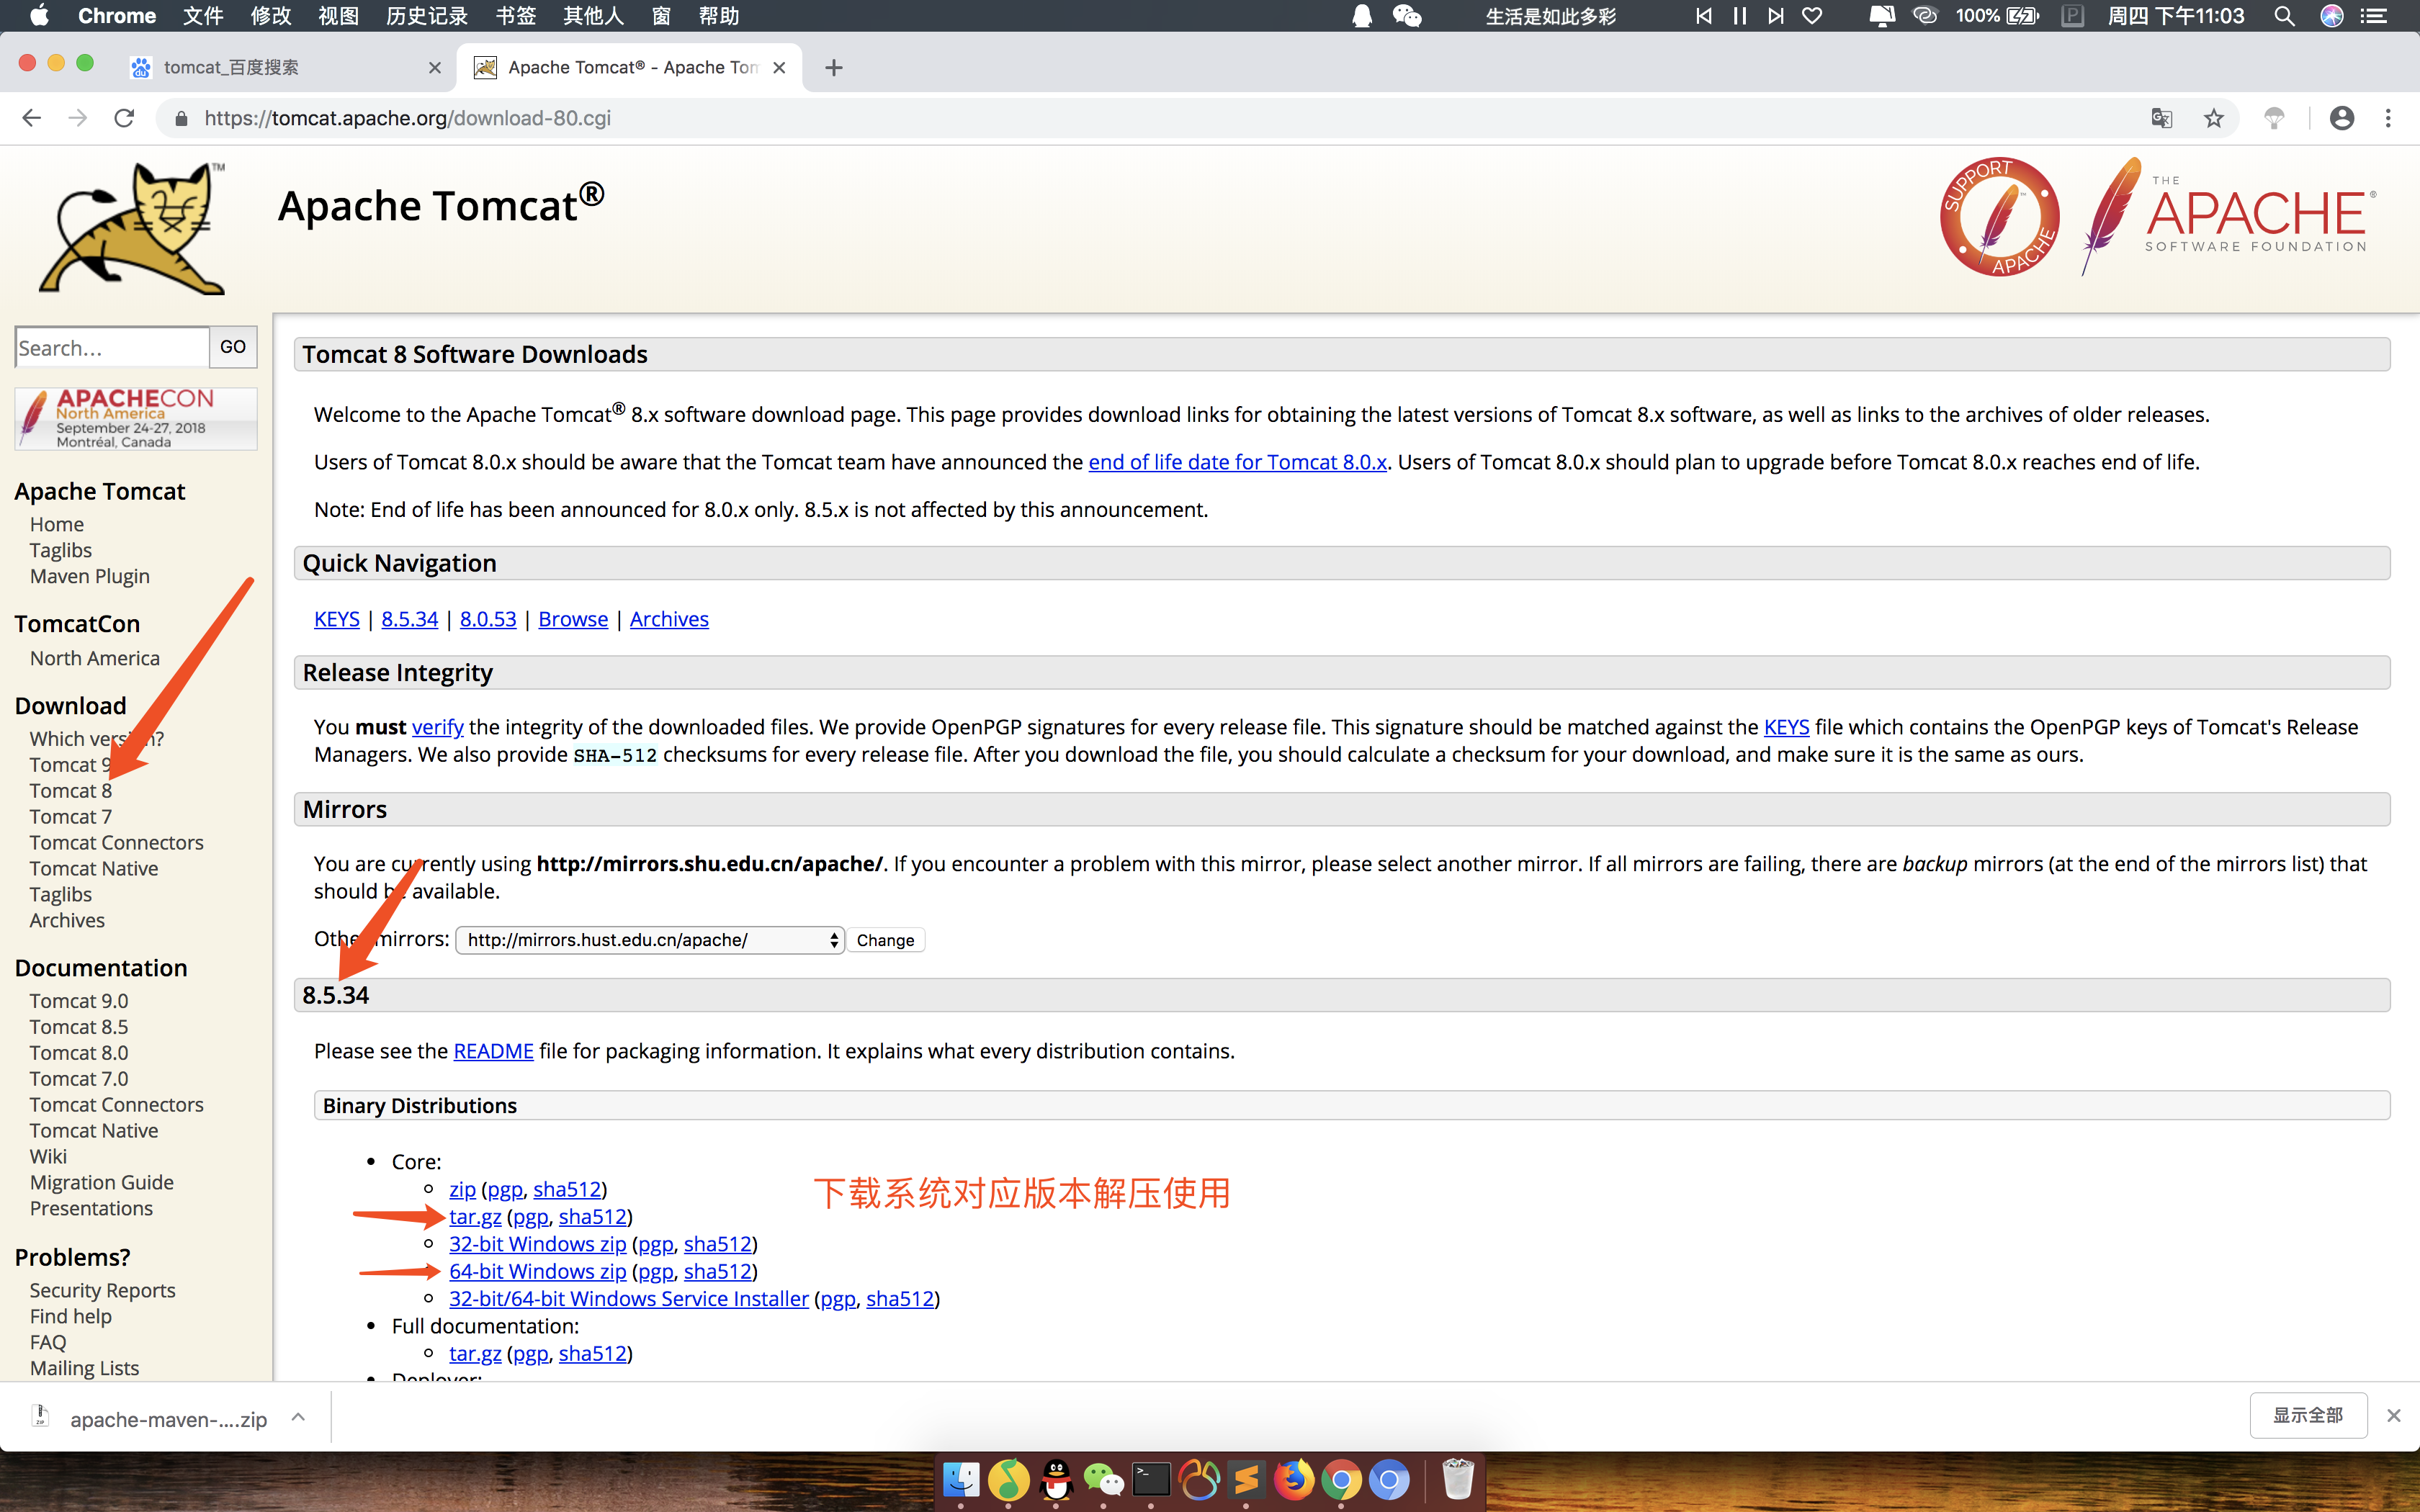 Chrome 文件 修改 视图 历史记录 书签 其他人 窗 帮助 生活是如此多彩 100% P 周四 下午11:03
tomcat_百度搜索
Apache Tomcat® - Apache Tom
https://tomcat.apache.org/download-80.cgi
TM
Apache Tomcat®
SUPPORT APACHE
THE
APACHE®
SOFTWARE FOUNDATION
Search…
GO
APACHECON
North America
September 24-27, 2018
Montréal, Canada
Apache Tomcat
Home
Taglibs
Maven Plugin
TomcatCon
North America
Download
Which version?
Tomcat 9
Tomcat 8
Tomcat 7
Tomcat Connectors
Tomcat Native
Taglibs
Archives
Documentation
Tomcat 9.0
Tomcat 8.5
Tomcat 8.0
Tomcat 7.0
Tomcat Connectors
Tomcat Native
Wiki
Migration Guide
Presentations
Problems?
Security Reports
Find help
FAQ
Mailing Lists
Tomcat 8 Software Downloads
Welcome to the Apache Tomcat® 8.x software download page. This page provides download links for obtaining the latest versions of Tomcat 8.x software, as well as links to the archives of older releases.
Users of Tomcat 8.0.x should be aware that the Tomcat team have announced the end of life date for Tomcat 8.0.x. Users of Tomcat 8.0.x should plan to upgrade before Tomcat 8.0.x reaches end of life.
Note: End of life has been announced for 8.0.x only. 8.5.x is not affected by this announcement.
Quick Navigation
KEYS | 8.5.34 | 8.0.53 | Browse | Archives
Release Integrity
You must verify the integrity of the downloaded files. We provide OpenPGP signatures for every release file. This signature should be matched against the KEYS file which contains the OpenPGP keys of Tomcat's Release
Managers. We also provide SHA-512 checksums for every release file. After you download the file, you should calculate a checksum for your download, and make sure it is the same as ours.
Mirrors
You are currently using http://mirrors.shu.edu.cn/apache/. If you encounter a problem with this mirror, please select another mirror. If all mirrors are failing, there are backup mirrors (at the end of the mirrors list) that
should be available.
Other mirrors: http://mirrors.hust.edu.cn/apache/ Change
8.5.34
Please see the README file for packaging information. It explains what every distribution contains.
Binary Distributions
Core:
zip (pgp, sha512)
下载系统对应版本解压使用
tar.gz (pgp, sha512)
32-bit Windows zip (pgp, sha512)
64-bit Windows zip (pgp, sha512)
32-bit/64-bit Windows Service Installer (pgp, sha512)
Full documentation:
tar.gz (pgp, sha512)
Deployer:
apache-maven-....zip
显示全部